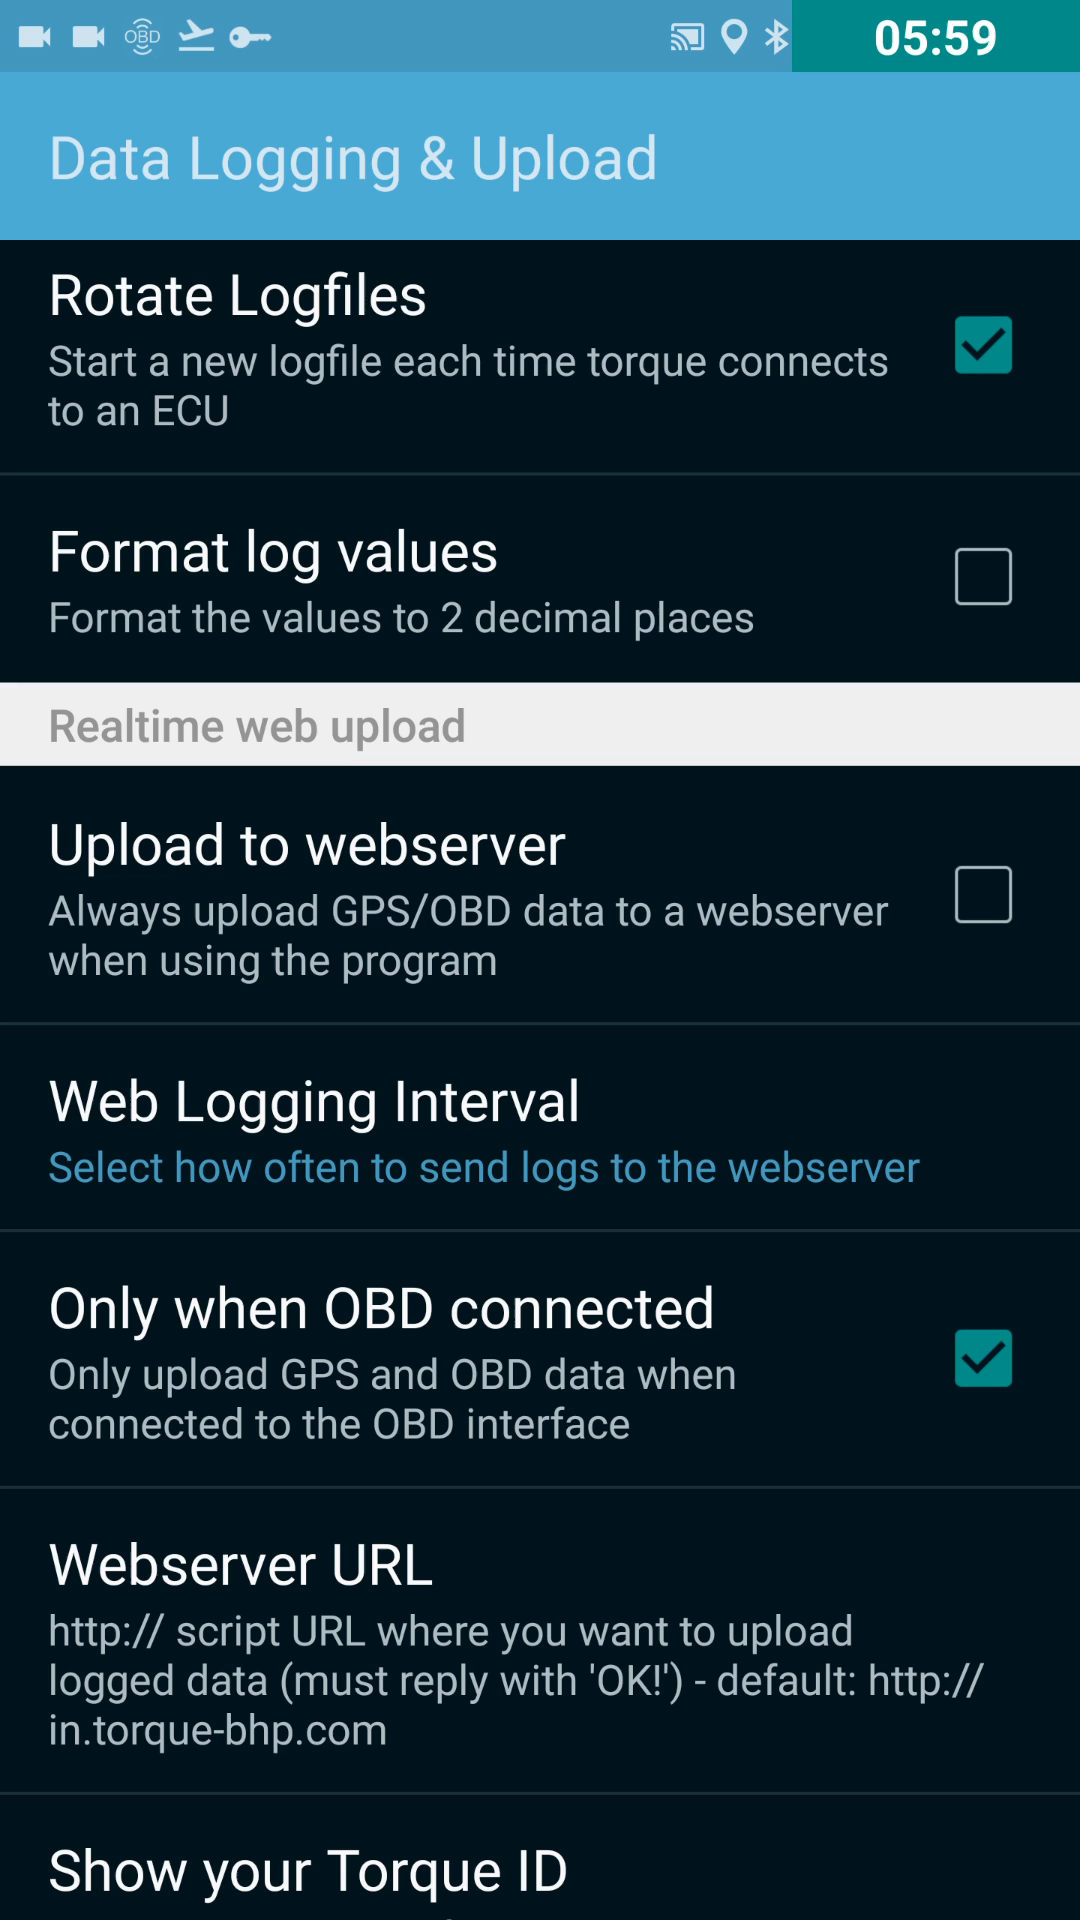 OBD
05:59
Data Logging & Upload
Rotate Logfiles
Start a new logfile each time torque connects
to an ECU
Format log values
Format the values to 2 decimal places
Realtime web upload
Upload to webserver
Always upload GPS/OBD data to a webserver
when using the program
Web Logging Interval
Select how often to send logs to the webserver
Only when OBD connected
Only upload GPS and OBD data when
connected to the OBD interface
Webserver URL
http:// script URL where you want to upload
logged data (must reply with 'OK!') - default: http://
in.torque-bhp.com
Show your Torque ID